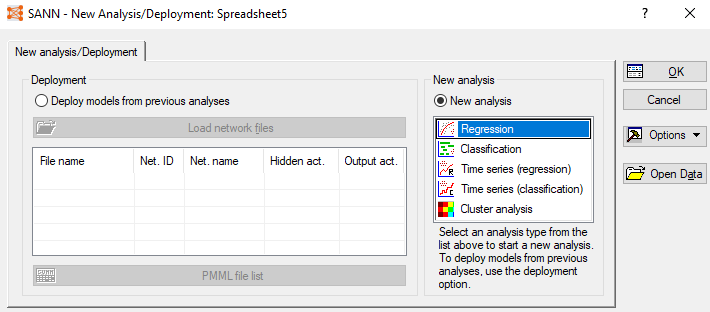 SANN - New Analysis/Deployment: Spreadsheet5
?
New analysis/Deployment
Deployment
Deploy models from previous analyses
Load network files
File name Net. ID Net. name Hidden act. Output act.
PMML file list
New analysis
New analysis
Regression
Classification
Time series (regression)
Time series (classification)
Cluster analysis
Select an analysis type from the
list above to start a new analysis.
To deploy models from previous
analyses, use the deployment
option.
OK
Cancel
Options
Open Data